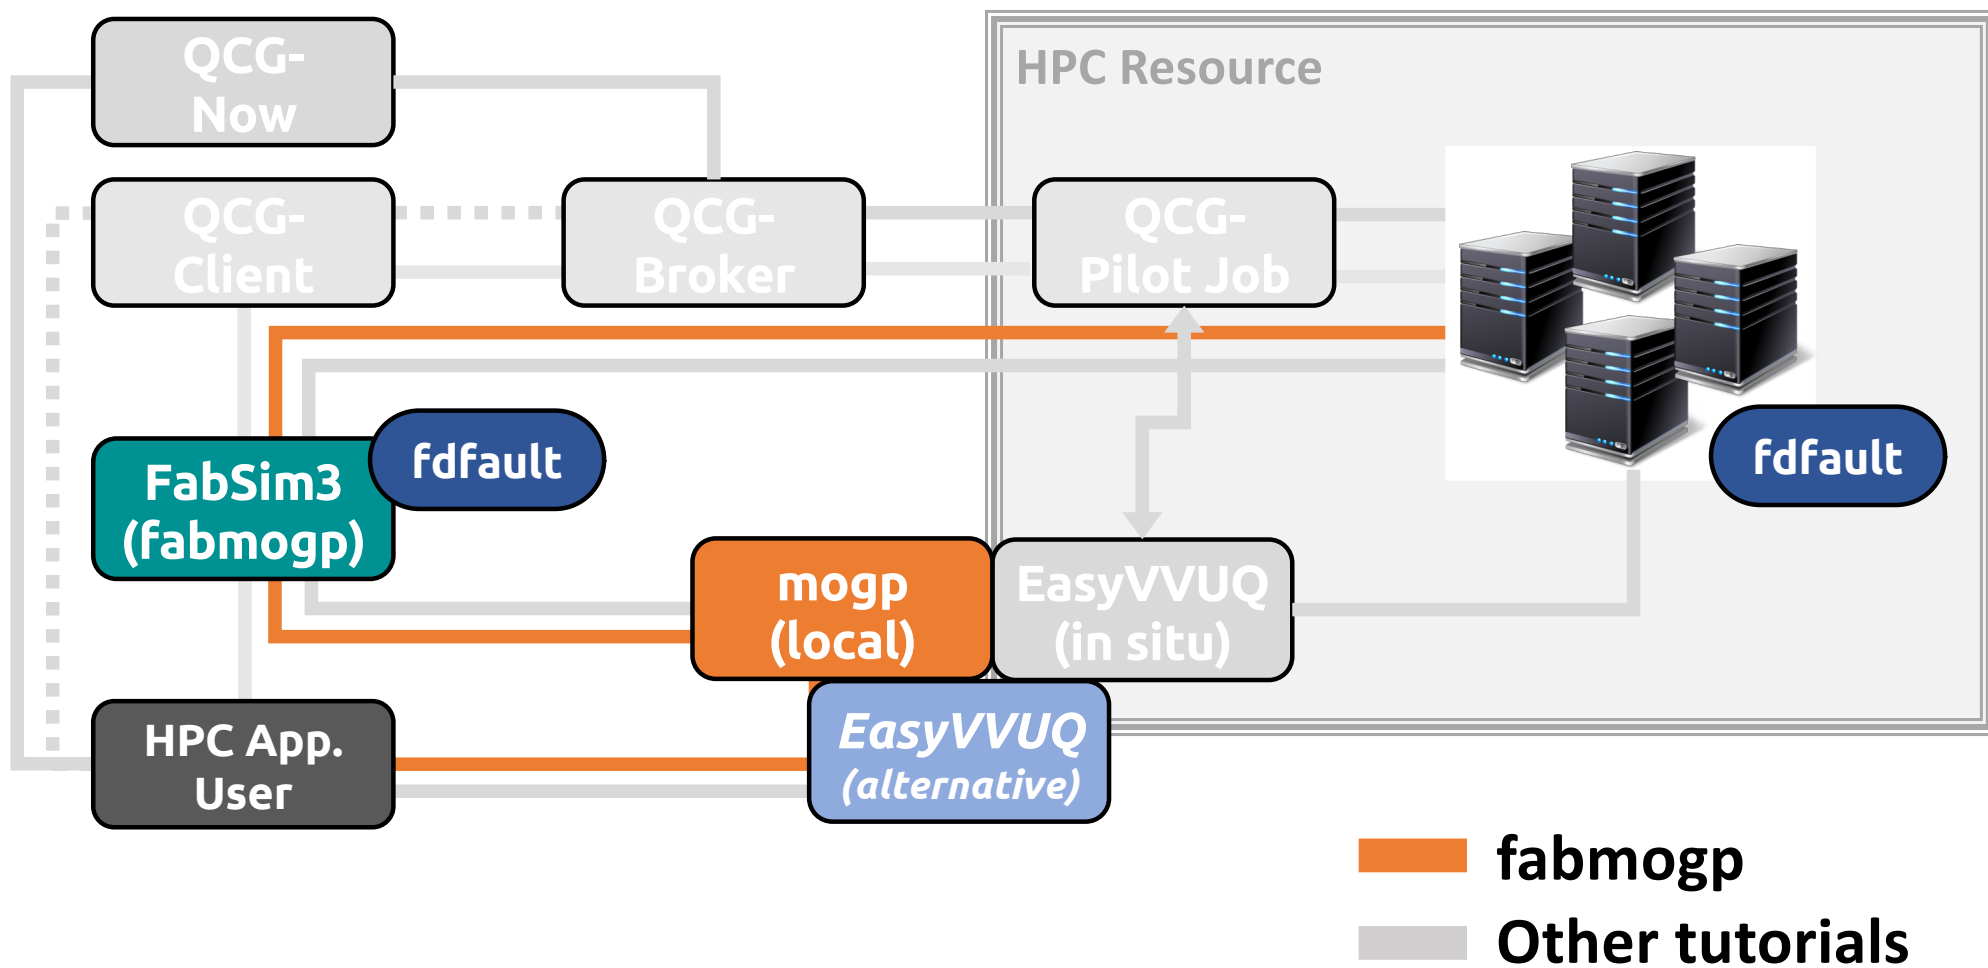 QCG-
Now
HPC Resource
QCG-
Client
QCG-
Broker
QCG-
Pilot Job
FabSim3
(fabmogp)
fdfault
fdfault
mogp
(local)
EasyVVUQ
(in situ)
HPC App.
User
EasyVVUQ
(alternative)
fabmogp
Other tutorials